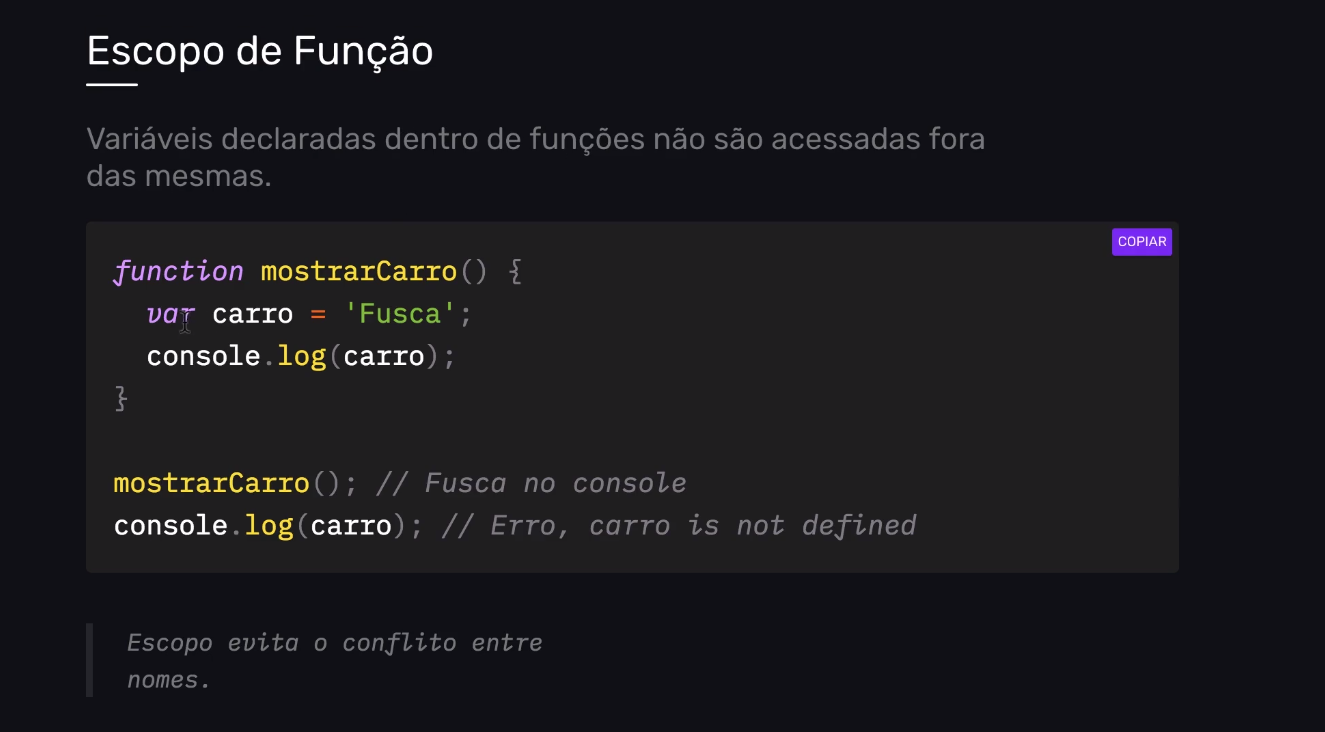 Escopo de Função
Variáveis declaradas dentro de funções não são acessadas fora
das mesmas.
COPIAR
function mostrarCarro() {
  var carro = 'Fusca';
  console.log(carro);
}
mostrarCarro(); // Fusca no console
console.log(carro); // Erro, carro is not defined
Escopo evita o conflito entre
nomes.